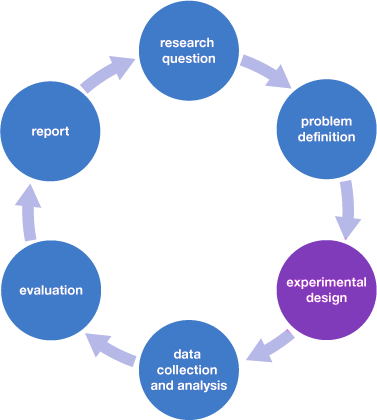 research
question
problem
definition
experimental
design
data
collection
and analysis
evaluation
report